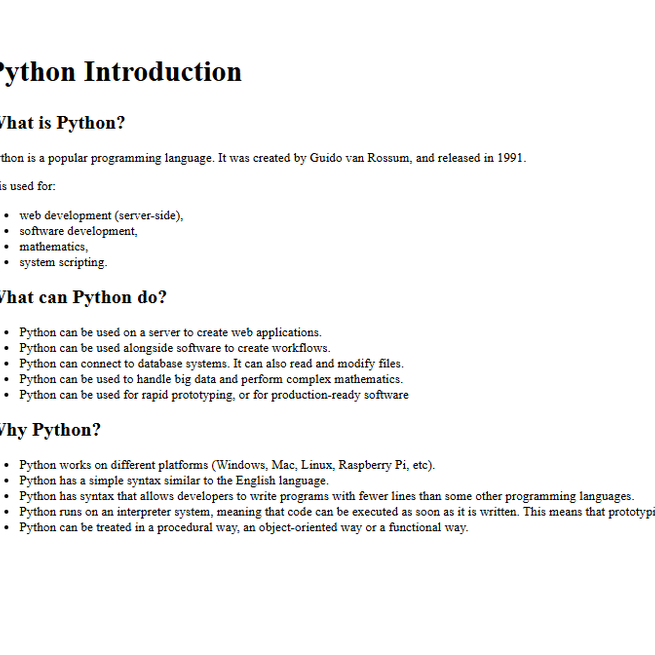 Python Introduction
What is Python?
thon is a popular programming language. It was created by Guido van Rossum, and released in 1991.
is used for:
• web development (server-side),
• software development,
• mathematics,
• system scripting.
What can Python do?
• Python can be used on a server to create web applications.
• Python can be used alongside software to create workflows.
• Python can connect to database systems. It can also read and modify files.
• Python can be used to handle big data and perform complex mathematics.
• Python can be used for rapid prototyping, or for production-ready software
Why Python?
• Python works on different platforms (Windows, Mac, Linux, Raspberry Pi, etc).
• Python has a simple syntax similar to the English language.
• Python has syntax that allows developers to write programs with fewer lines than some other programming languages.
• Python runs on an interpreter system, meaning that code can be executed as soon as it is written. This means that prototypi
• Python can be treated in a procedural way, an object-oriented way or a functional way.